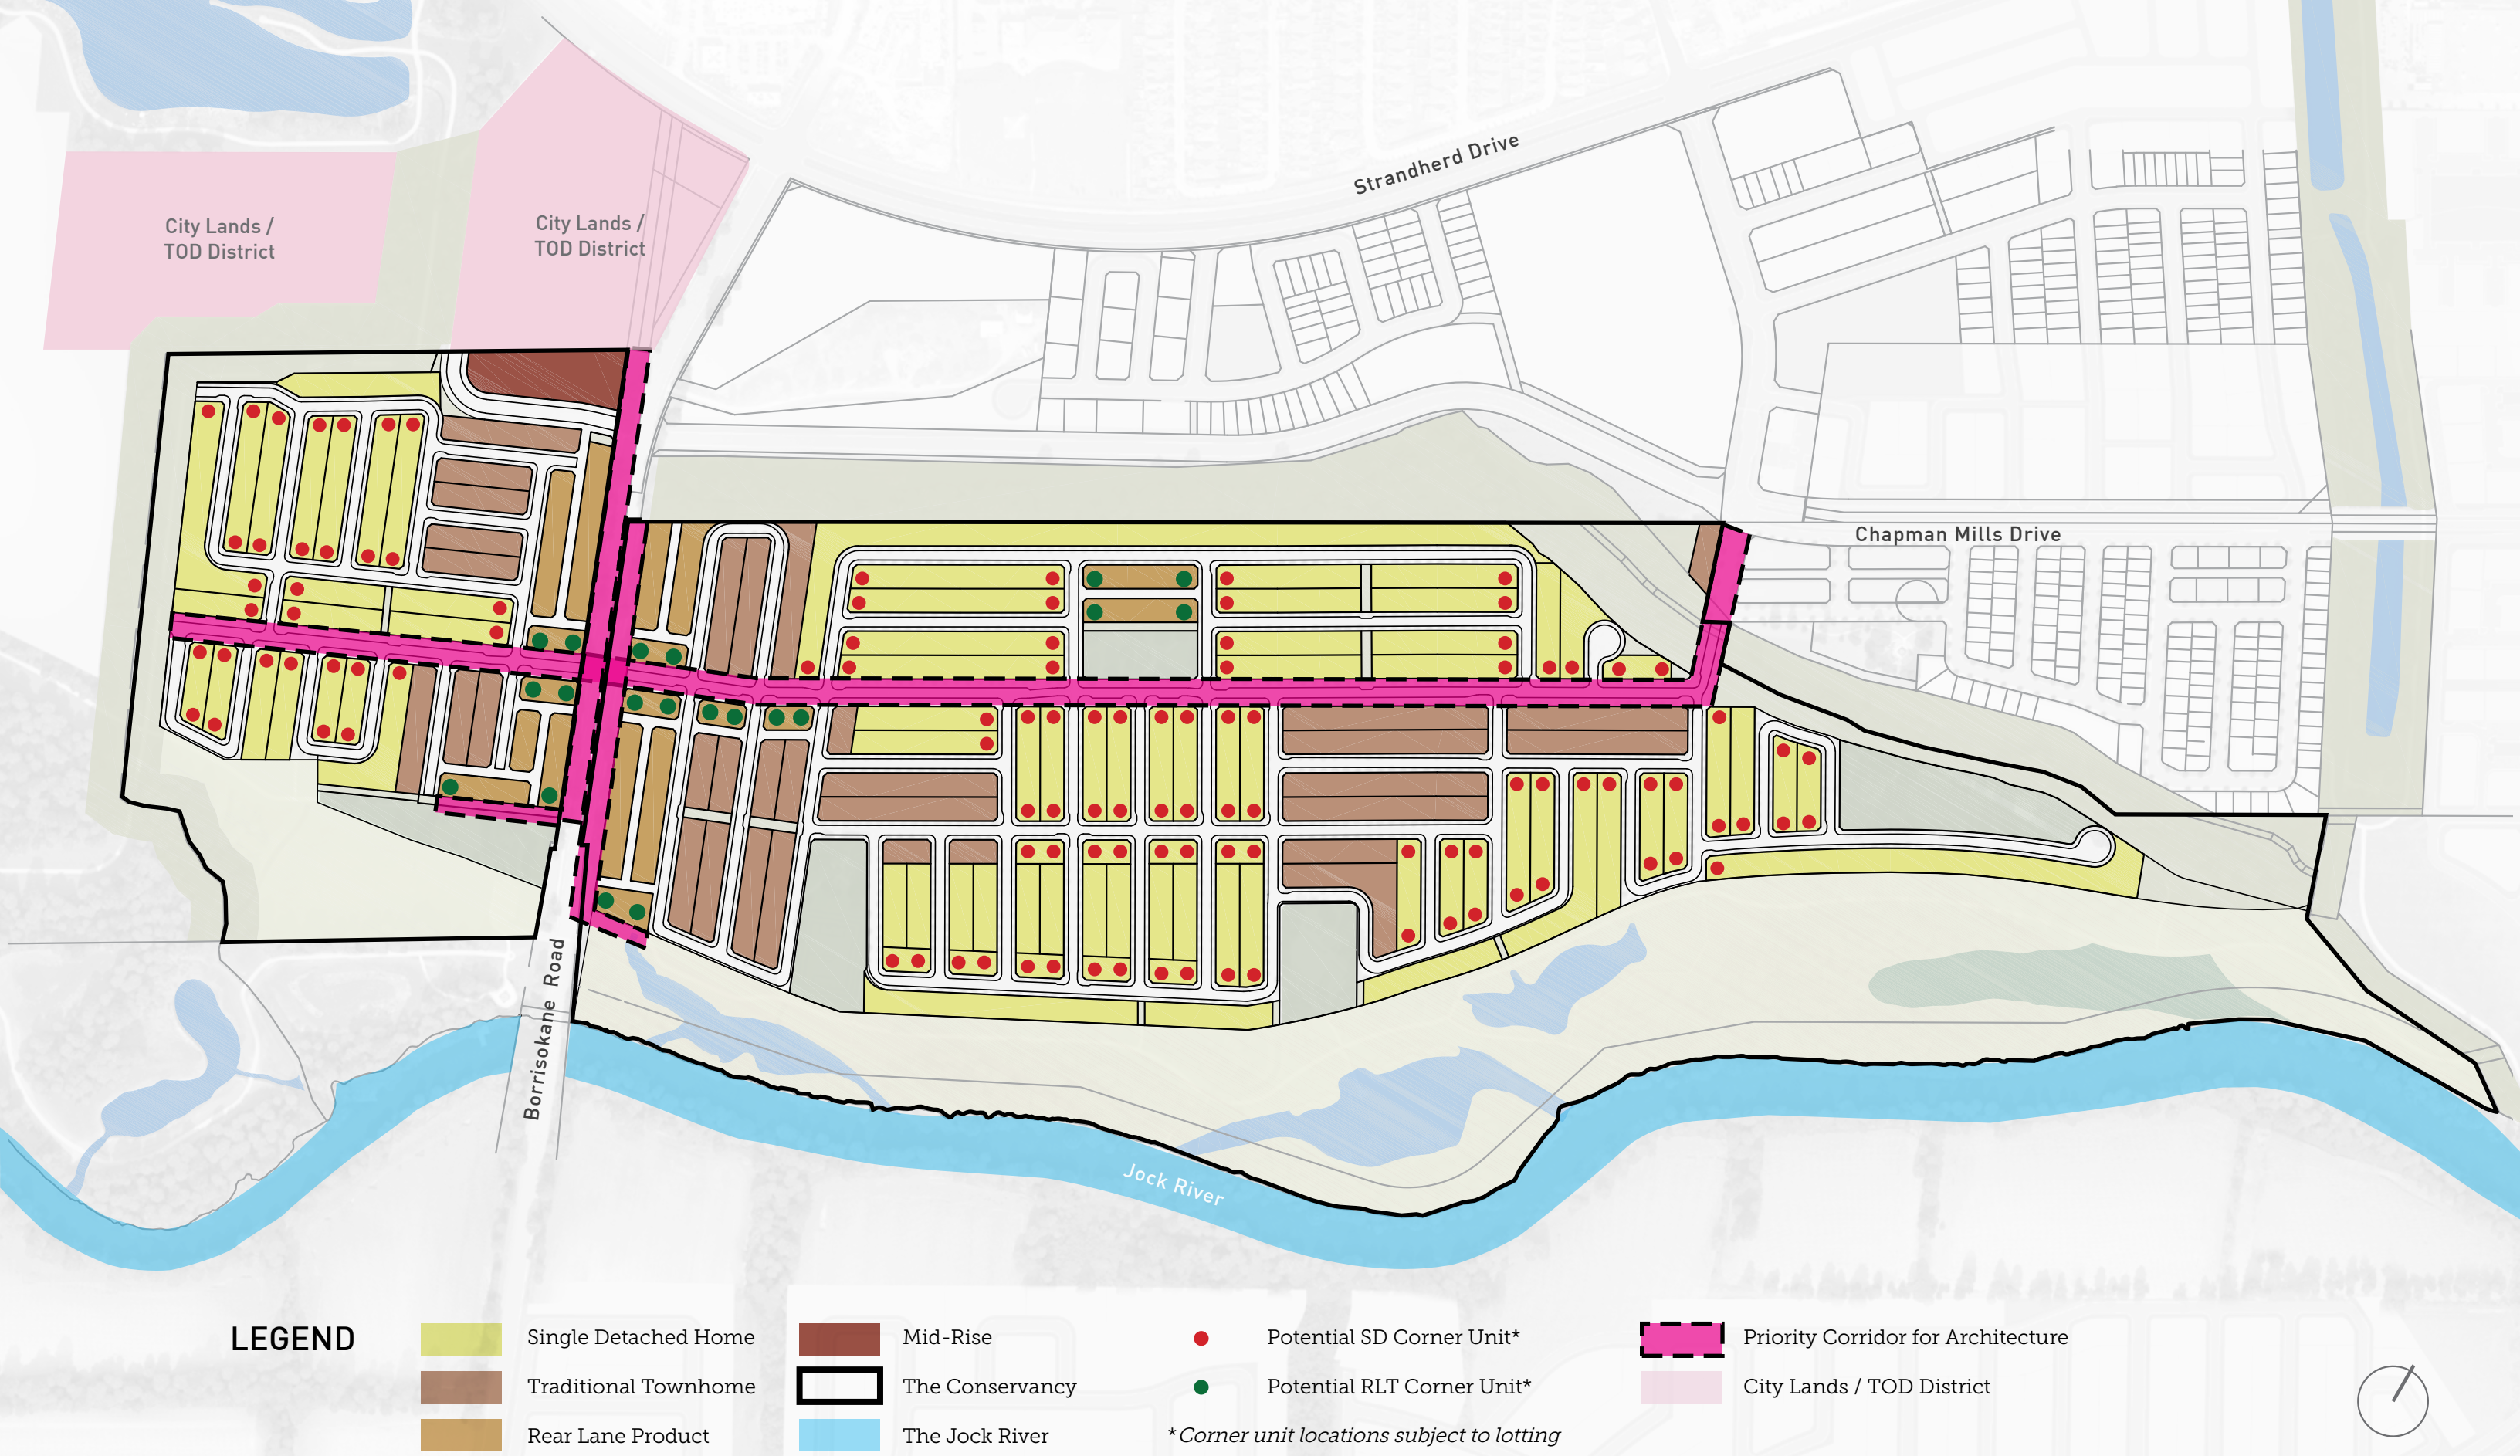 Strandherd Drive
City Lands /
TOD District
City Lands /
TOD District
Chapman Mills Drive
Borrisokane Road
Jock River
LEGEND
Single Detached Home
Traditional Townhome
Rear Lane Product
Mid-Rise
The Conservancy
The Jock River
Potential SD Corner Unit*
Potential RLT Corner Unit*
*Corner unit locations subject to lotting
Priority Corridor for Architecture
City Lands / TOD District